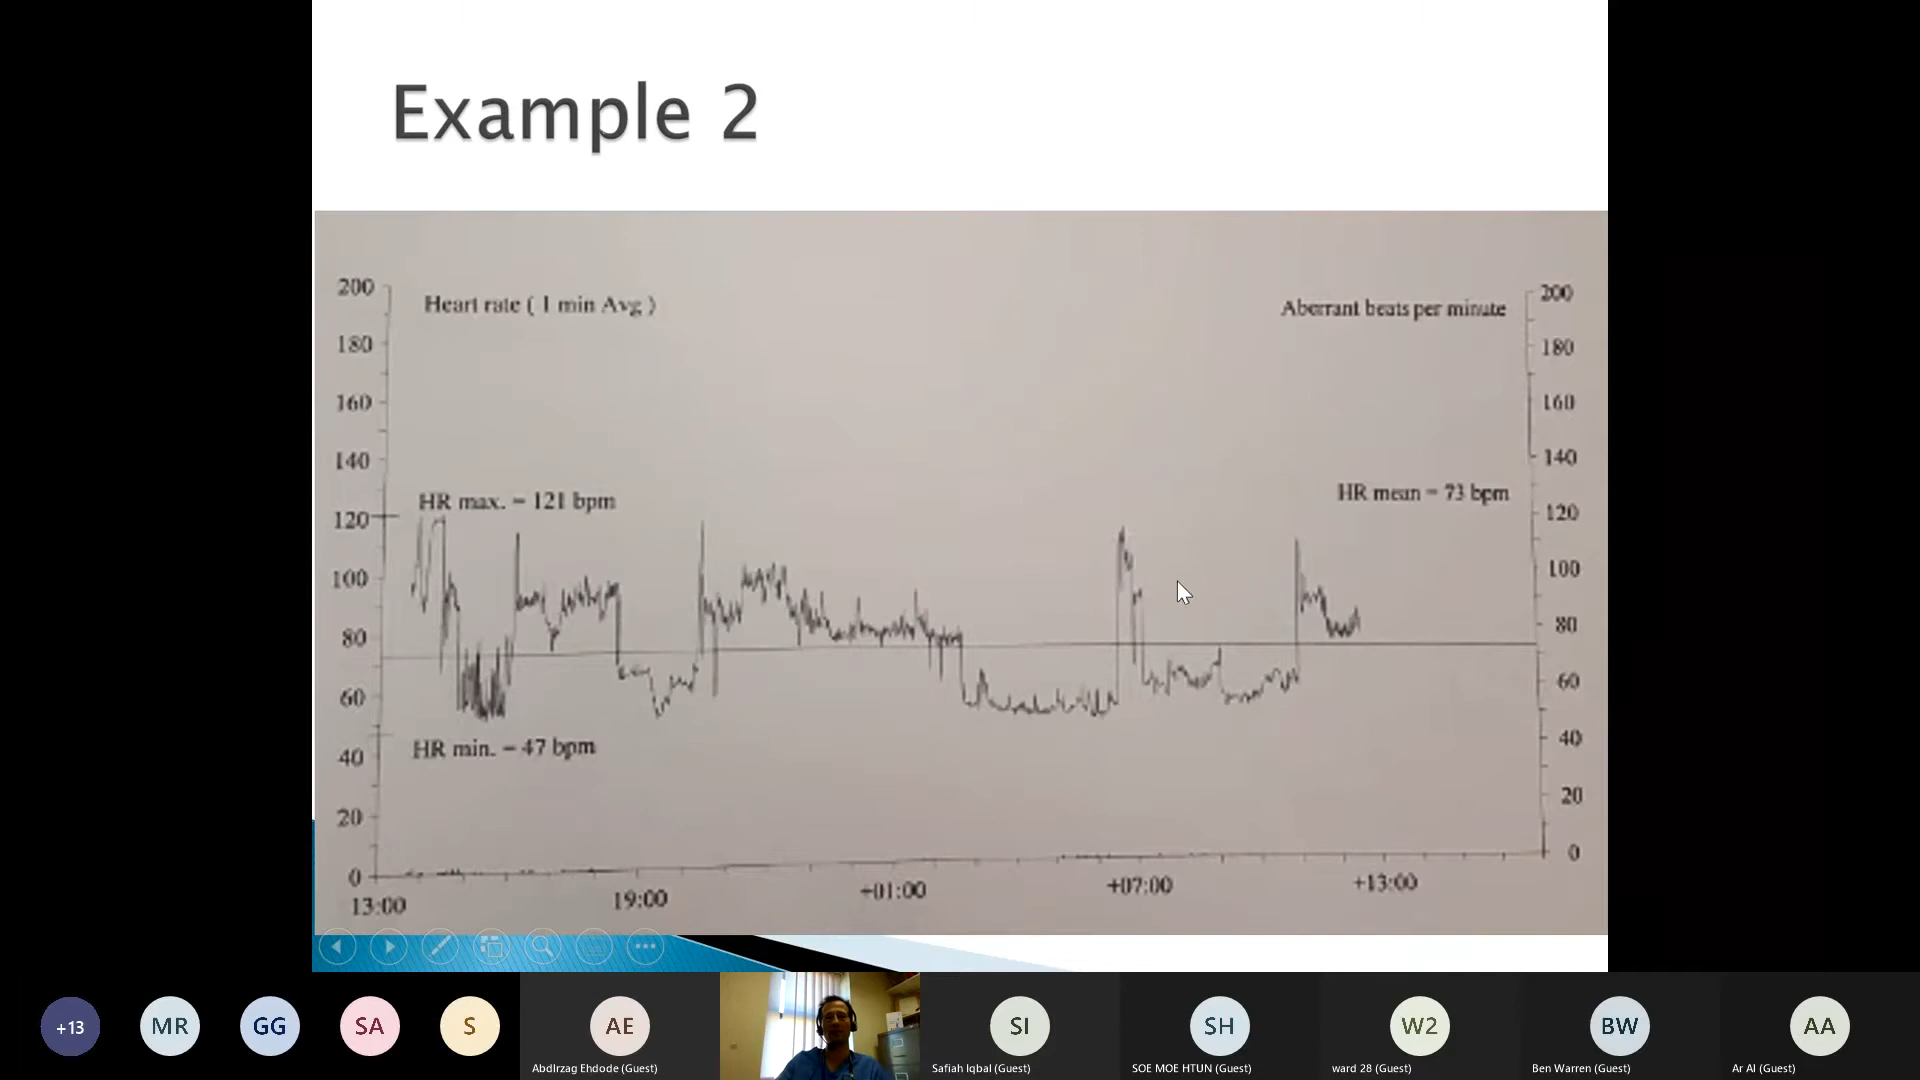 Example 2
200
Heart rate ( 1 min Avg )
Aberrant beats per minute
200
180
180
160
160
140
140
HR max. = 121 bpm
HR mean = 73 bpm
120
120
100
100
80
80
60
60
HR min. = 47 bpm
40
40
20
20
0
0
13:00
19:00
+01:00
+07:00
+13:00
+13
MR
GG
SA
S
AE
SI
SH
W2
BW
AA
AbdIrzag Ehdode (Guest)
Safiah Iqbal (Guest)
SOE MOE HTUN (Guest)
ward 28 (Guest)
Ben Warren (Guest)
Ar Al (Guest)